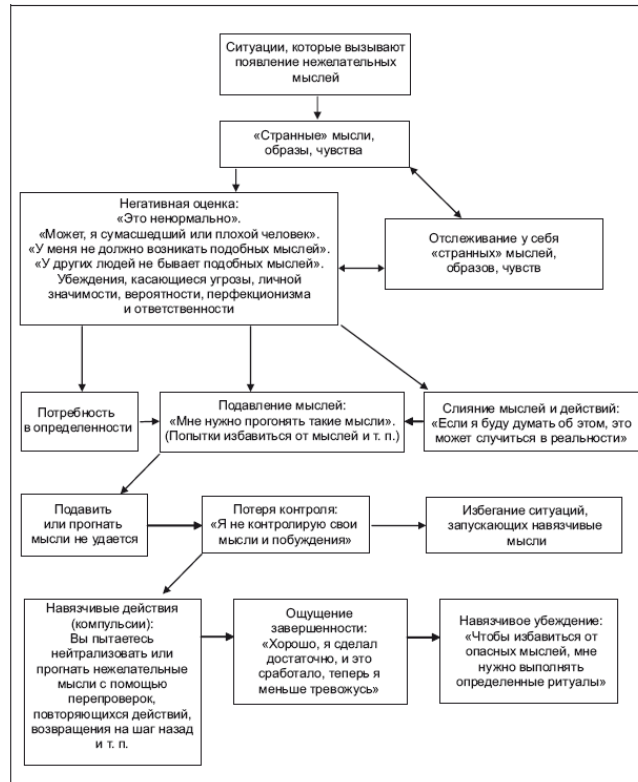 Ситуации, которые вызывают
появление нежелательных
мыслей
«Странные» мысли,
образы, чувства
Негативная оценка:
«Это ненормально».
«Может, я сумасшедший или плохой человек».
«У меня не должно возникать подобных мыслей».
«У других людей не бывает подобных мыслей».
Убеждения, касающиеся угрозы, личной
значимости, вероятности, перфекционизма
и ответственности
Отслеживание у себя
«странных» мыслей,
образов, чувств
Потребность
в определенности
Подавление мыслей:
«Мне нужно прогонять такие мысли».
(Попытки избавиться от мыслей и т. п.)
Слияние мыслей и действий:
«Если я буду думать об этом, это
может случиться в реальности»
Подавить
или прогнать
мысли не удается
Потеря контроля:
«Я не контролирую свои
мысли и побуждения»
Избегание ситуаций,
запускающих навязчивые
мысли
Навязчивые действия
(компульсии):
Вы пытаетесь
нейтрализовать или
прогнать нежелательные
мысли с помощью
перепроверок,
повторяющихся действий,
возвращения на шаг назад
и т. п.
Ощущение
завершенности:
«Хорошо, я сделал
достаточно, и это
сработало, теперь я
меньше тревожусь»
Навязчивое убеждение:
«Чтобы избавиться от
опасных мыслей, мне
нужно выполнять
определенные ритуалы»